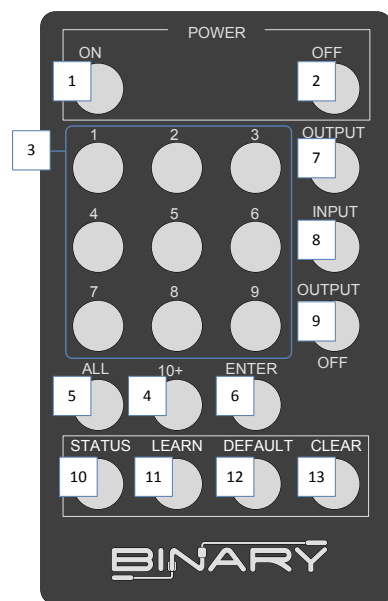 POWER
ON OFF
1 2
3
1 2 3 OUTPUT
7
4 5 6 INPUT
8
7 8 9 OUTPUT
9
OFF
ALL 10+ ENTER
5 4 6
STATUS LEARN DEFAULT CLEAR
10 11 12 13
BINARY